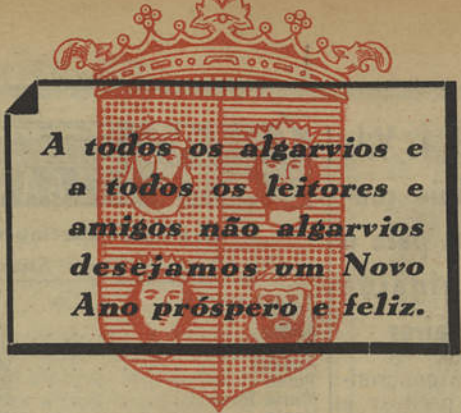 A todos os algarvios e
a todos os leitores e
amigos não algarvios
desejamos um Novo
Ano próspero e feliz.